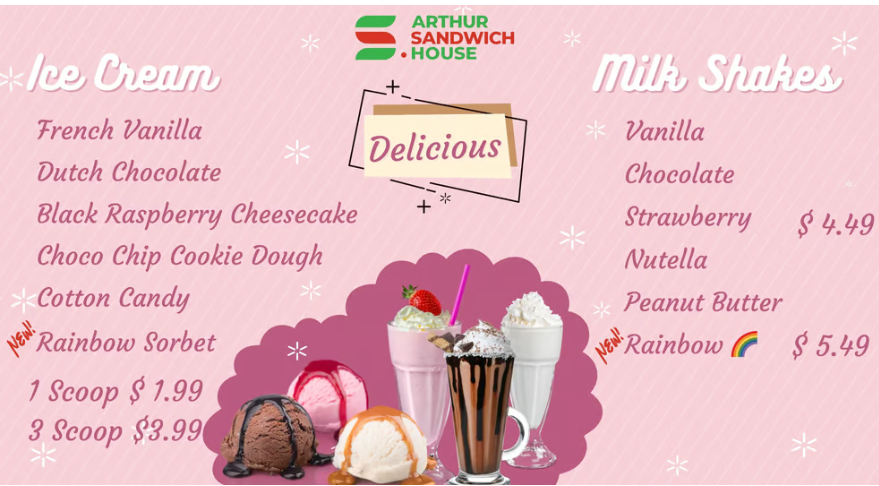 ARTHUR
SANDWICH
HOUSE
Ice Cream
French Vanilla
Dutch Chocolate
Black Raspberry Cheesecake
Choco Chip Cookie Dough
Cotton Candy
NEW! Rainbow Sorbet
1 Scoop $ 1.99
3 Scoop $3.99
Delicious
Milk Shakes
Vanilla
Chocolate
Strawberry $ 4.49
Nutella
Peanut Butter
NEW! Rainbow 🌈 $ 5.49